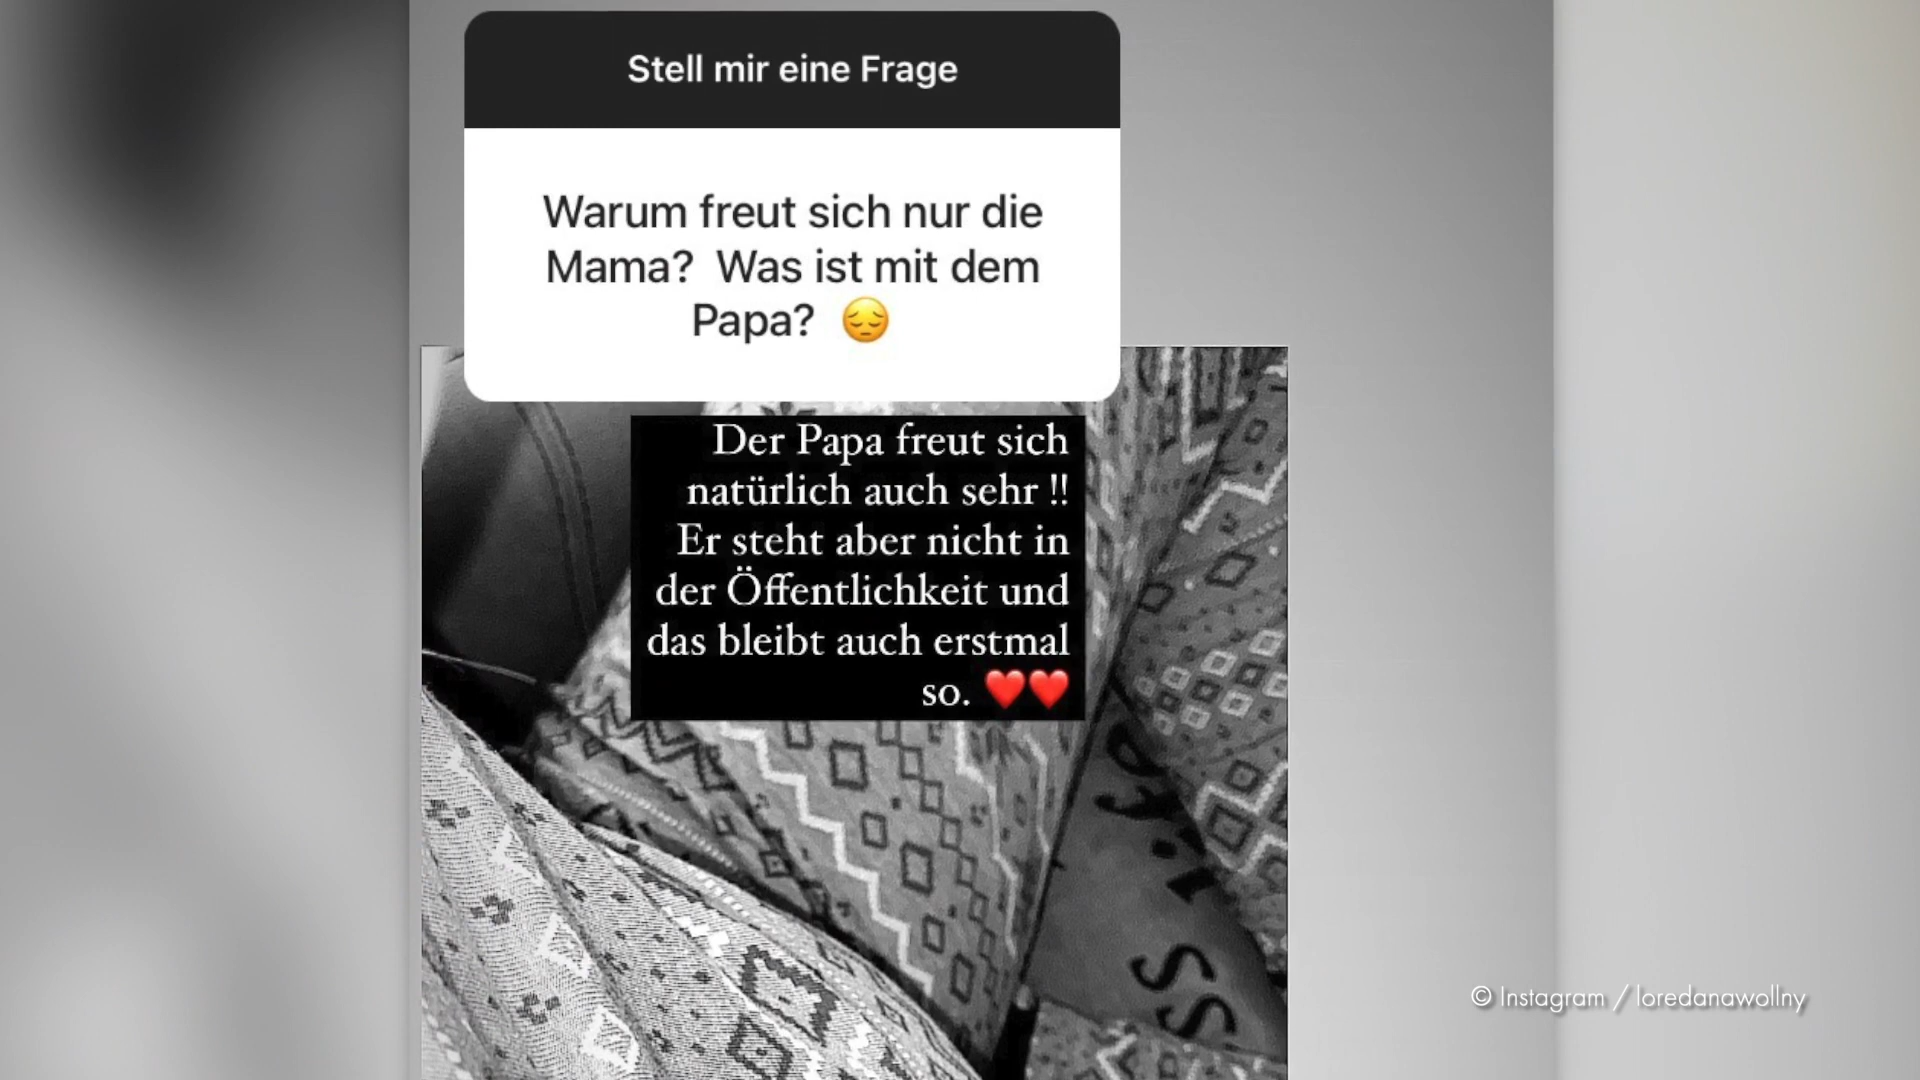 Stell mir eine Frage
Warum freut sich nur die
Mama? Was ist mit dem
Papa? 😔
Der Papa freut sich
natürlich auch sehr !!
Er steht aber nicht in
der Öffentlichkeit und
das bleibt auch erstmal
so. ❤️❤️
© Instagram / loredanawollny